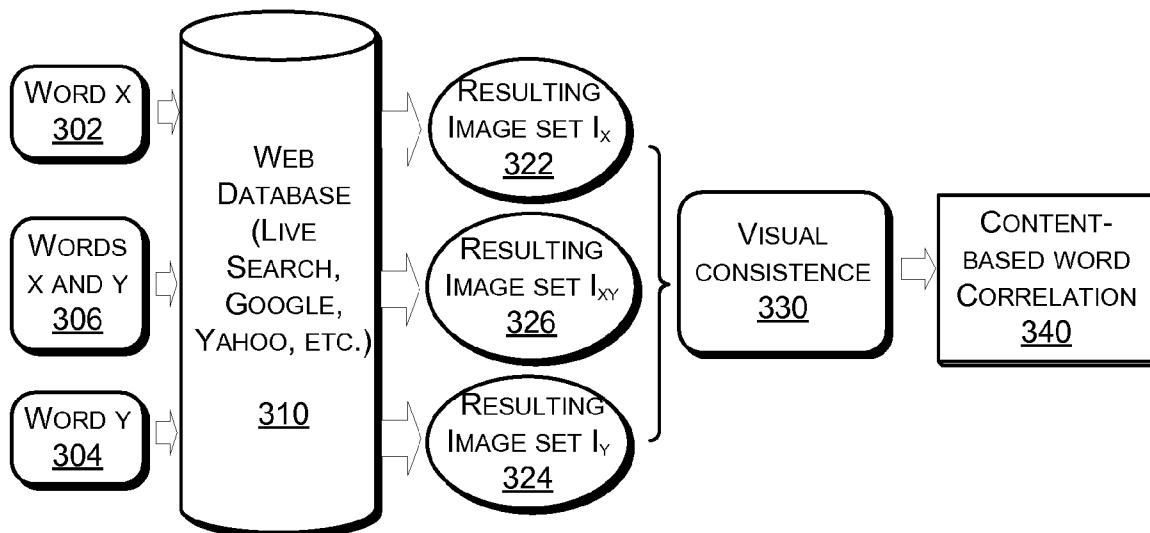 WORD X
302
WORDS
X AND Y
306
WORD Y
304
WEB
DATABASE
(LIVE
SEARCH,
GOOGLE,
YAHOO, ETC.)
310
RESULTING
IMAGE SET IX
322
RESULTING
IMAGE SET IXY
326
RESULTING
IMAGE SET IY
324
VISUAL
CONSISTENCE
330
CONTENT-
BASED WORD
CORRELATION
340